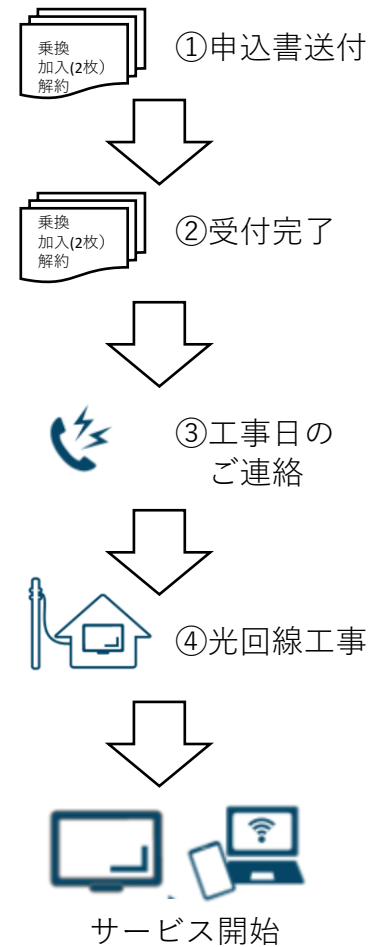 乗換
加入(2枚）
解約
①申込書送付
乗換
加入(2枚）
解約
②受付完了
③工事日の
ご連絡
④光回線工事
サービス開始